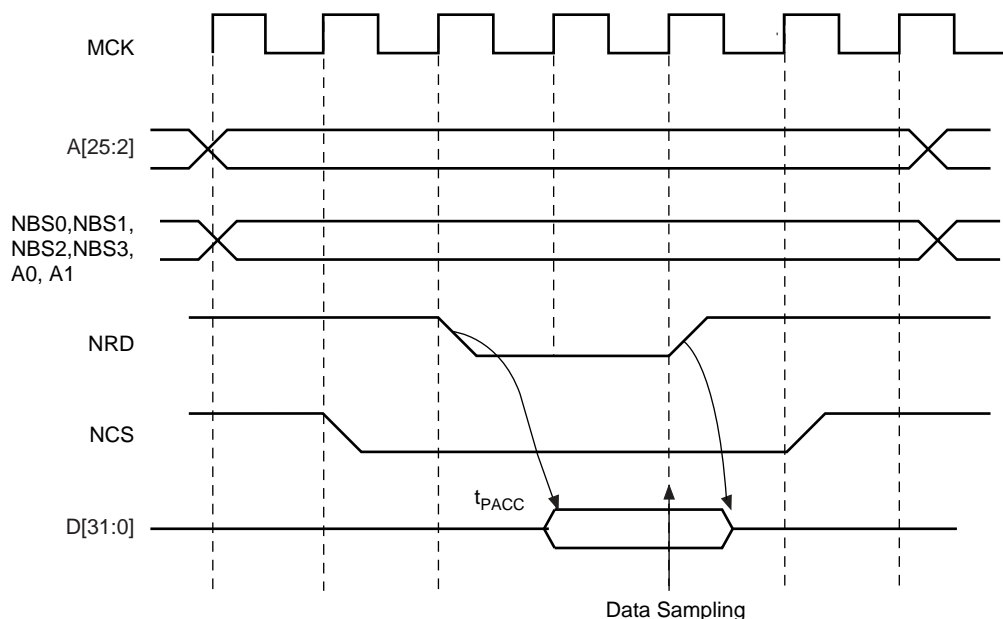 MCK
A[25:2]
NBS0,NBS1,
NBS2,NBS3,
A0, A1
NRD
NCS
tPACC
D[31:0]
Data Sampling